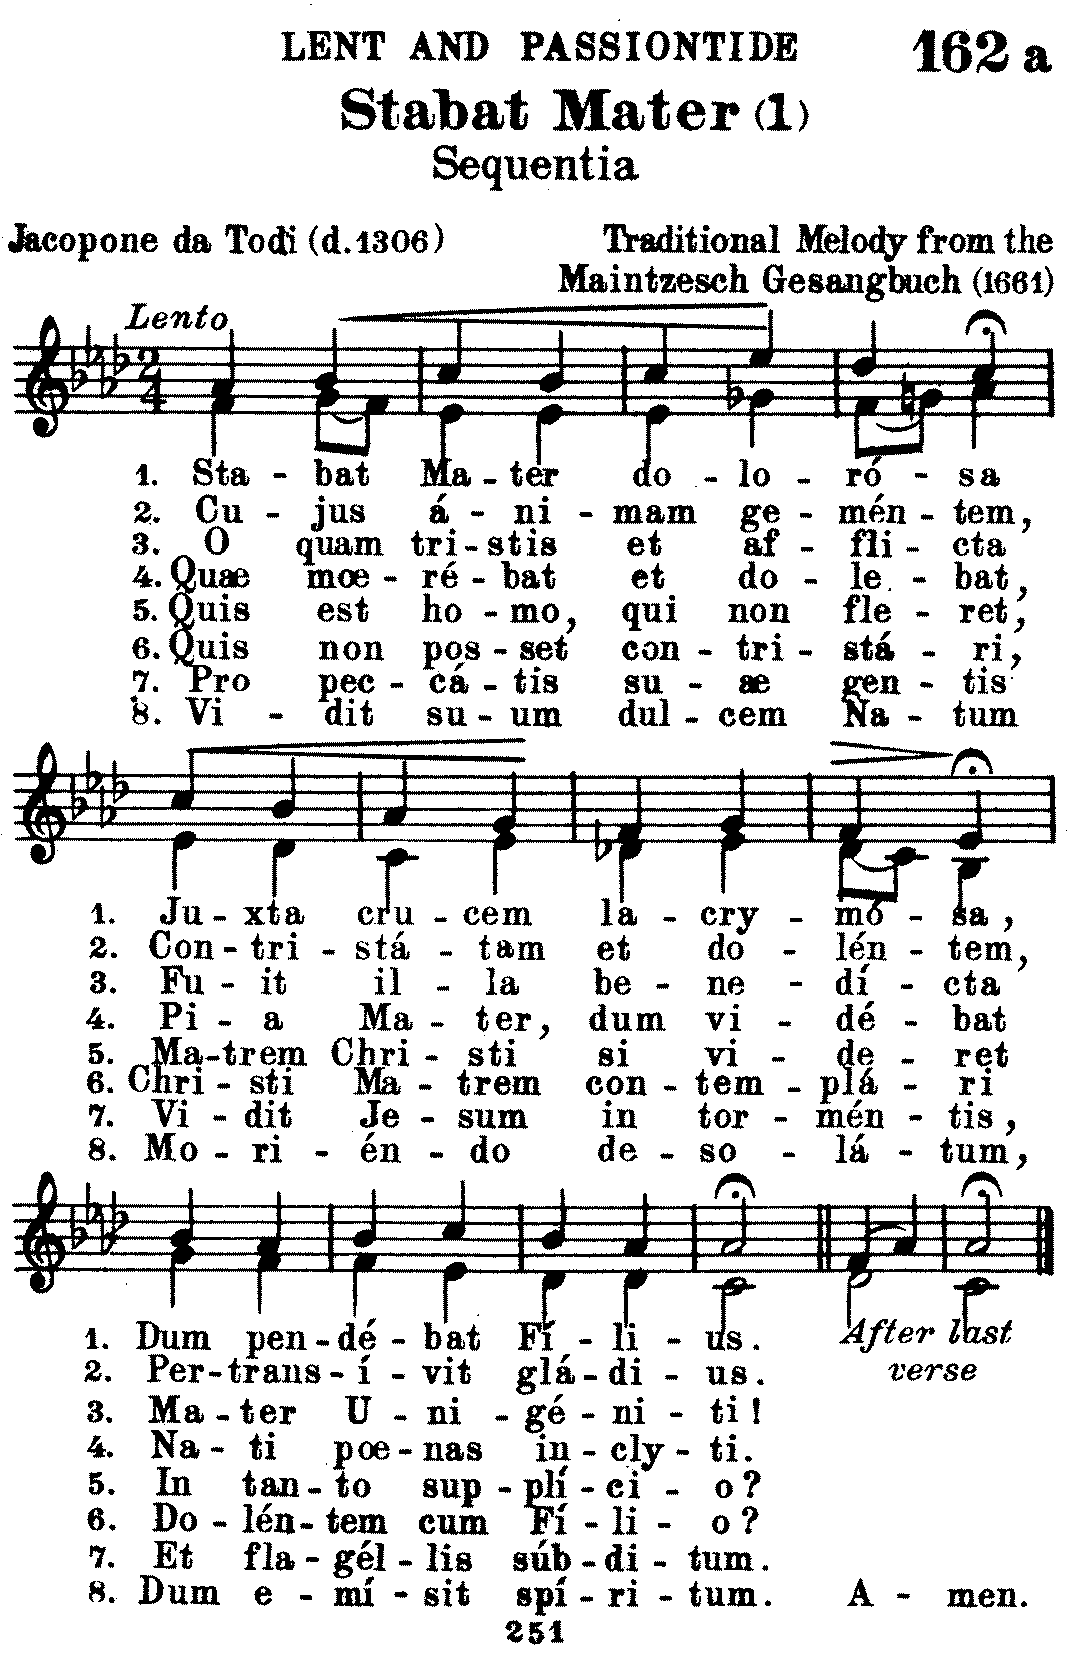 LENT AND PASSIONTIDE 162 a
Stabat Mater (1)
Sequentia
Jacopone da Todi (d. 1306) Traditional Melody from the
Maintzesch Gesangbuch (1661)
Lento
1. Sta - bat Ma - ter do - lo - ró - sa
2. Cu - jus á - ni - mam ge - mén - tem,
3. O quam tri - stis et af - fli - cta
4. Quæ mœ - ré - bat et do - le - bat,
5. Quis est ho - mo, qui non fle - ret,
6. Quis non pos - set con - tri - stá - ri,
7. Pro pec - cá - tis su - æ gen - tis
8. Vi - dit su - um dul - cem Na - tum
1. Ju - xta cru - cem la - cry - mó - sa,
2. Con - tri - stá - tam et do - lén - tem,
3. Fu - it il - la be - ne - dí - cta
4. Pi - a Ma - ter, dum vi - dé - bat
5. Ma - trem Chri - sti si vi - de - ret
6. Chri - sti Ma - trem con - tem - plá - ri
7. Vi - dit Je - sum in tor - mén - tis,
8. Mo - ri - én - do de - so - lá - tum,
1. Dum pen - dé - bat Fí - li - us. After last
2. Per - trans - í - vit glá - di - us. verse
3. Ma - ter U - ni - gé - ni - ti!
4. Na - ti pœ - nas in - cly - ti.
5. In tan - to sup - plí - ci - o?
6. Do - lén - tem cum Fí - li - o?
7. Et fla - gél - lis súb - di - tum.
8. Dum e - mí - sit spí - ri - tum. A - men.
251